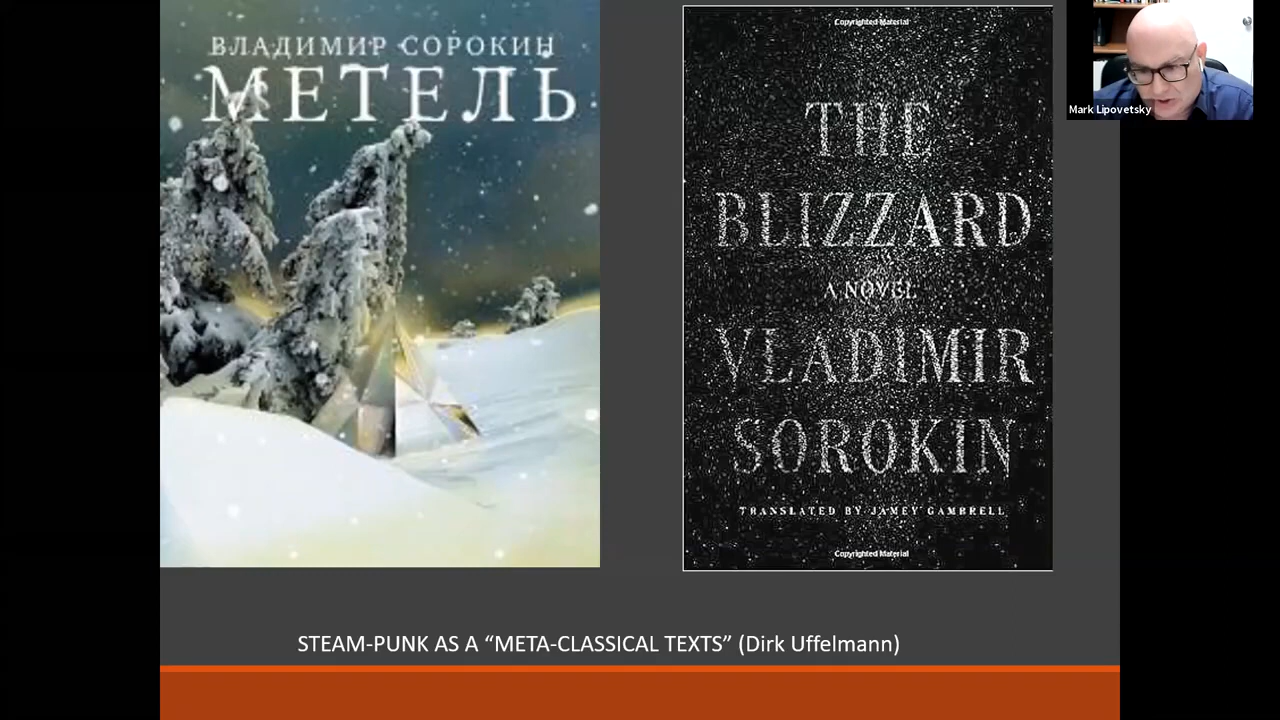 ВЛАДИМИР СОРОКИН
МЕТЕЛЬ
Copyrighted Material
THE
BLIZZARD
A NOVEL
VLADIMIR
SOROKIN
TRANSLATED BY JAMEY GAMBRELL
Copyrighted Material
Mark Lipovetsky
STEAM-PUNK AS A “META-CLASSICAL TEXTS” (Dirk Uffelmann)